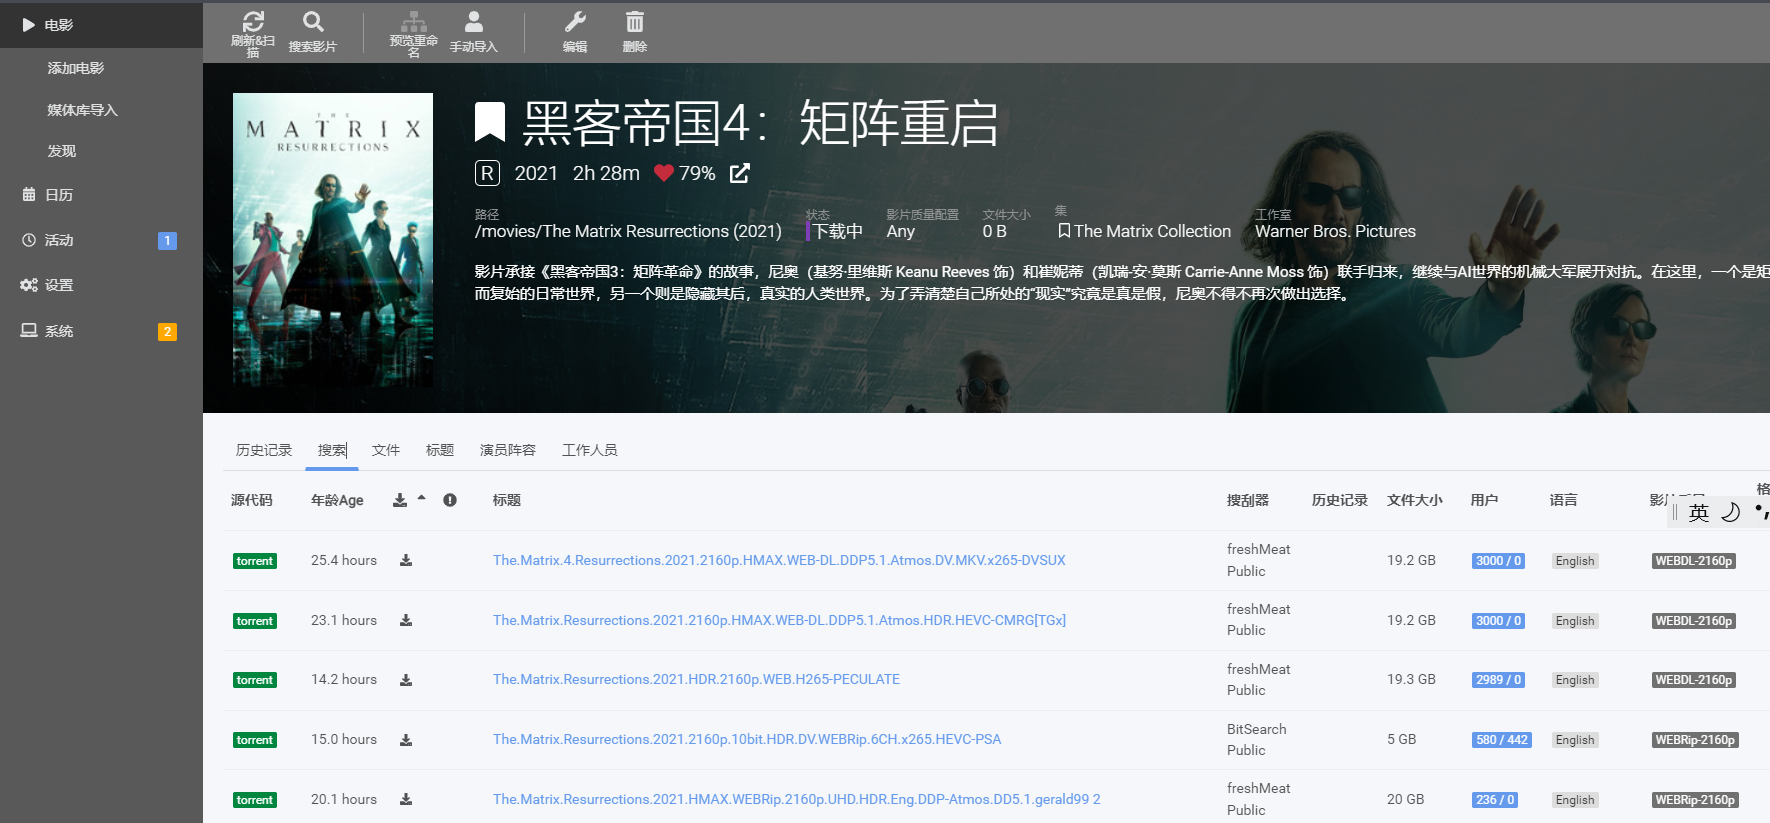 电影
添加电影
媒体库导入
发现
日历
活动 1
设置
系统 2
刷新&扫描
搜索影片
预览重命名
手动导入
编辑
删除
THE
MATRIX
RESURRECTIONS
黑客帝国4：矩阵重启
R 2021 2h 28m 79%
路径 状态 影片质量配置 文件大小 集 工作室
/movies/The Matrix Resurrections (2021) 下载中 Any 0 B The Matrix Collection Warner Bros. Pictures
影片承接《黑客帝国3：矩阵革命》的故事，尼奥（基努·里维斯 Keanu Reeves 饰）和崔妮蒂（凯瑞-安·莫斯 Carrie-Anne Moss 饰）联手归来，继续与AI世界的机械大军展开对抗。在这里，一个是矩
而复始的日常世界，另一个则是隐藏其后，真实的人类世界。为了弄清楚自己所处的“现实”究竟是真是假，尼奥不得不再次做出选择。
历史记录 搜索 文件 标题 演员阵容 工作人员
源代码 年龄Age 标题 搜刮器 历史记录 文件大小 用户 语言 影 格
英
torrent 25.4 hours The.Matrix.4.Resurrections.2021.2160p.HMAX.WEB-DL.DDP5.1.Atmos.DV.MKV.x265-DVSUX freshMeat Public 19.2 GB 3000 / 0 English WEBDL-2160p
torrent 23.1 hours The.Matrix.Resurrections.2021.2160p.HMAX.WEB-DL.DDP5.1.Atmos.HDR.HEVC-CMRG[TGx] freshMeat Public 19.2 GB 3000 / 0 English WEBDL-2160p
torrent 14.2 hours The.Matrix.Resurrections.2021.HDR.2160p.WEB.H265-PECULATE freshMeat Public 19.3 GB 2989 / 0 English WEBDL-2160p
torrent 15.0 hours The.Matrix.Resurrections.2021.2160p.10bit.HDR.DV.WEBRip.6CH.x265.HEVC-PSA BitSearch Public 5 GB 580 / 442 English WEBRip-2160p
torrent 20.1 hours The.Matrix.Resurrections.2021.HMAX.WEBRip.2160p.UHD.HDR.Eng.DDP-Atmos.DD5.1.gerald99 2 freshMeat Public 20 GB 236 / 0 English WEBRip-2160p